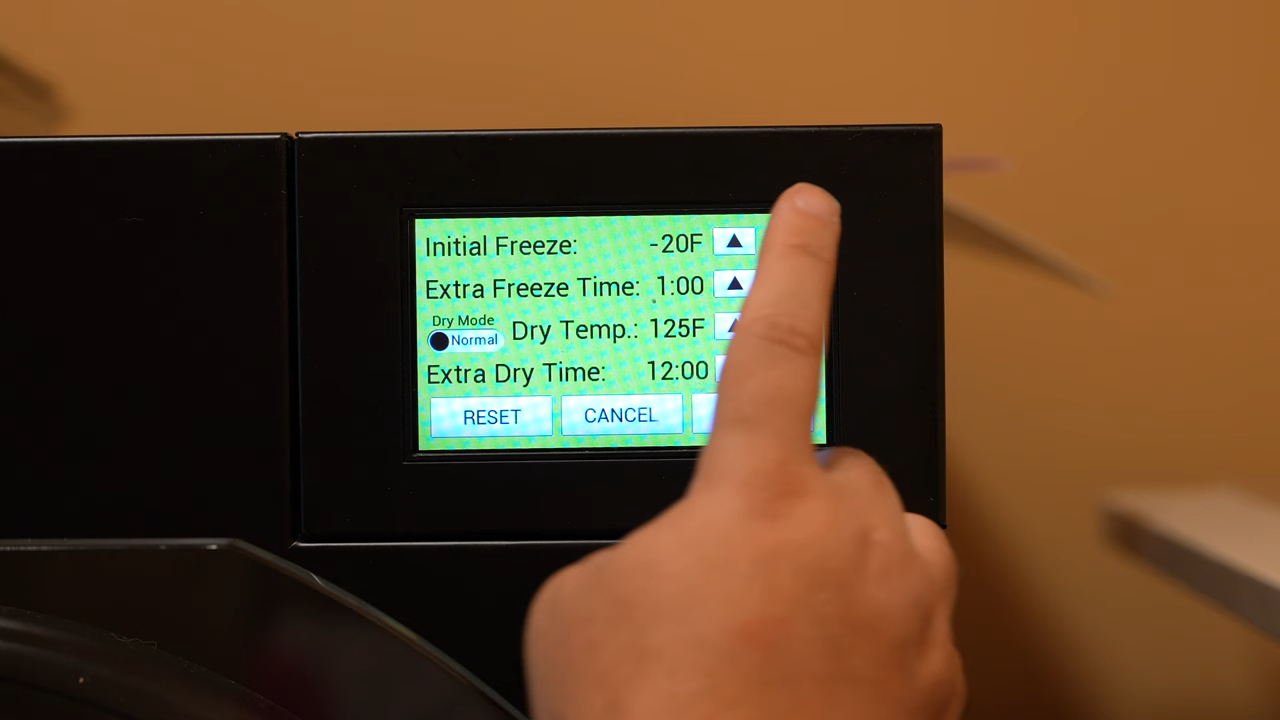 Initial Freeze: -20F ▲
Extra Freeze Time: 1:00 ▲
Dry Mode
Normal Dry Temp.: 125F ▲
Extra Dry Time: 12:00
RESET CANCEL